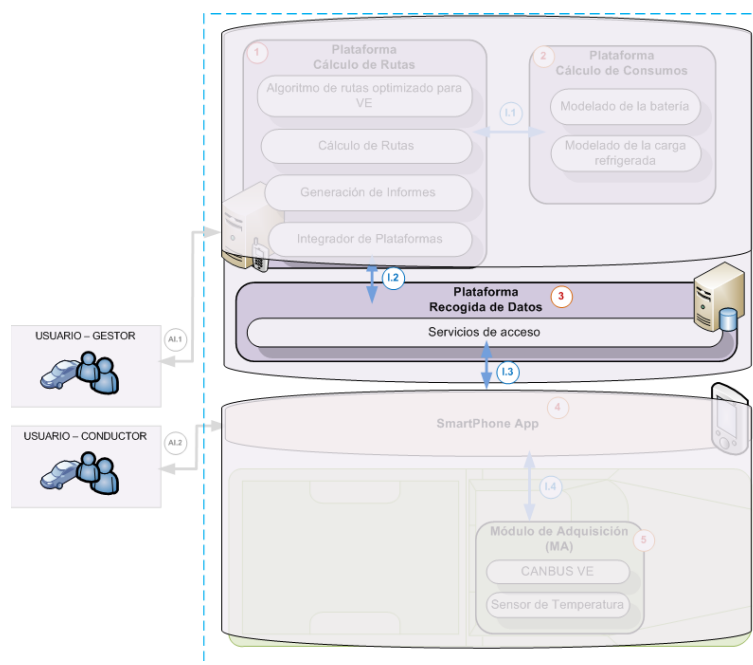 1
Plataforma
Cálculo de Rutas
Algoritmo de rutas optimizado para
VE
Cálculo de Rutas
Generación de Informes
Integrador de Plataformas
I.1
2
Plataforma
Cálculo de Consumos
Modelado de la batería
Modelado de la carga
refrigerada
I.2
Plataforma
Recogida de Datos
3
Servicios de acceso
I.3
USUARIO – GESTOR
AI.1
USUARIO – CONDUCTOR
AI.2
4
SmartPhone App
I.4
Módulo de Adquisición
(MA)
5
CANBUS VE
Sensor de Temperatura